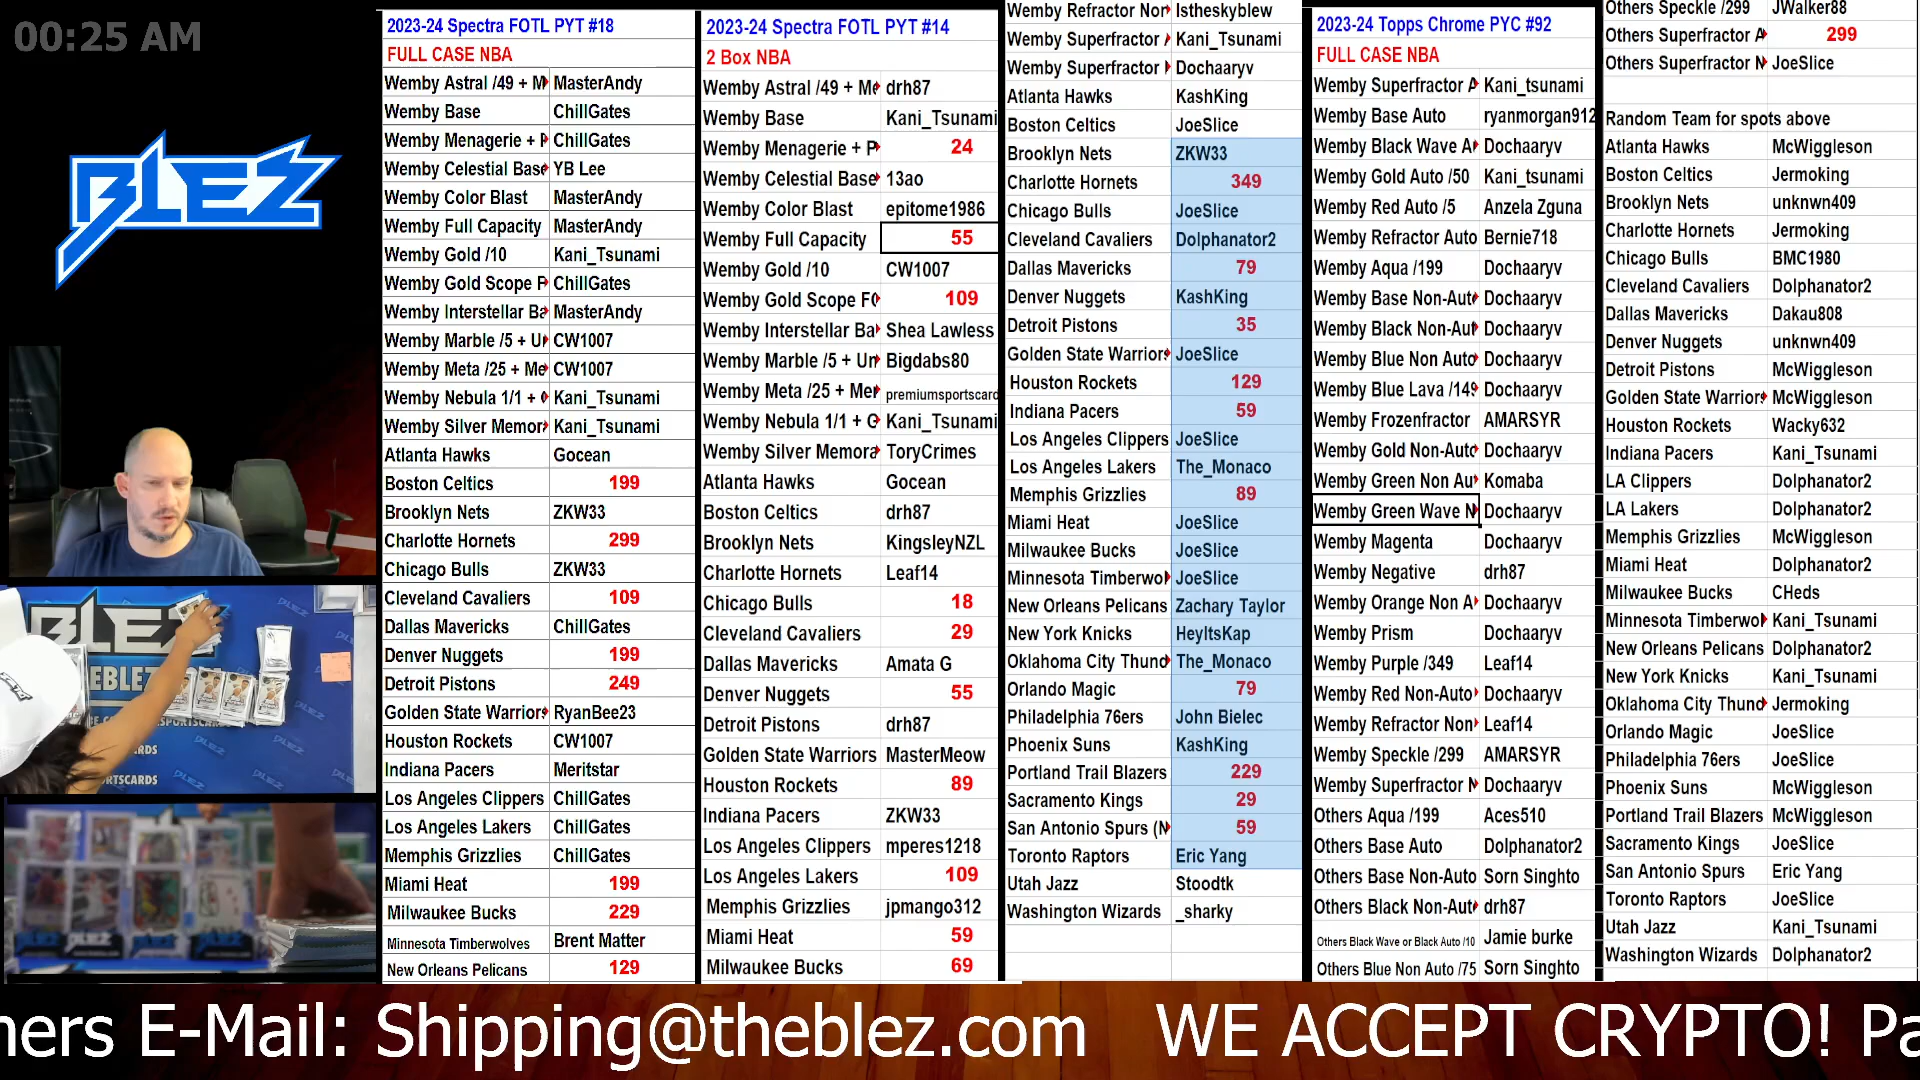 00:25 AM
BLEZ
2023-24 Spectra FOTL PYT #18
FULL CASE NBA
Wemby Astral /49 + M MasterAndy
Wemby Base ChillGates
Wemby Menagerie + P ChillGates
Wemby Celestial Base YB Lee
Wemby Color Blast MasterAndy
Wemby Full Capacity MasterAndy
Wemby Gold /10 Kani_Tsunami
Wemby Gold Scope F ChillGates
Wemby Interstellar Ba MasterAndy
Wemby Marble /5 + Ur CW1007
Wemby Meta /25 + Me CW1007
Wemby Nebula 1/1 + Kani_Tsunami
Wemby Silver Memor Kani_Tsunami
Atlanta Hawks Gocean
Boston Celtics 199
Brooklyn Nets ZKW33
Charlotte Hornets 299
Chicago Bulls ZKW33
Cleveland Cavaliers 109
Dallas Mavericks ChillGates
Denver Nuggets 199
Detroit Pistons 249
Golden State Warrior RyanBee23
Houston Rockets CW1007
Indiana Pacers Meritstar
Los Angeles Clippers ChillGates
Los Angeles Lakers ChillGates
Memphis Grizzlies ChillGates
Miami Heat 199
Milwaukee Bucks 229
Minnesota Timberwolves Brent Matter
New Orleans Pelicans 129
2023-24 Spectra FOTL PYT #14
2 Box NBA
Wemby Astral /49 + Me drh87
Wemby Base Kani_Tsunami
Wemby Menagerie + P 24
Wemby Celestial Base 13ao
Wemby Color Blast epitome1986
Wemby Full Capacity 55
Wemby Gold /10 CW1007
Wemby Gold Scope FO 109
Wemby Interstellar Ba Shea Lawless
Wemby Marble /5 + Ur Bigdabs80
Wemby Meta /25 + Mer premiumsportscard
Wemby Nebula 1/1 + G Kani_Tsunami
Wemby Silver Memora ToryCrimes
Atlanta Hawks Gocean
Boston Celtics drh87
Brooklyn Nets KingsleyNZL
Charlotte Hornets Leaf14
Chicago Bulls 18
Cleveland Cavaliers 29
Dallas Mavericks Amata G
Denver Nuggets 55
Detroit Pistons drh87
Golden State Warriors MasterMeow
Houston Rockets 89
Indiana Pacers ZKW33
Los Angeles Clippers mperes1218
Los Angeles Lakers 109
Memphis Grizzlies jpmango312
Miami Heat 59
Milwaukee Bucks 69
Wemby Refractor Nor Istheskyblew
Wemby Superfractor A Kani_Tsunami
Wemby Superfractor N Dochaaryv
Atlanta Hawks KashKing
Boston Celtics JoeSlice
Brooklyn Nets ZKW33
Charlotte Hornets 349
Chicago Bulls JoeSlice
Cleveland Cavaliers Dolphanator2
Dallas Mavericks 79
Denver Nuggets KashKing
Detroit Pistons 35
Golden State Warriors JoeSlice
Houston Rockets 129
Indiana Pacers 59
Los Angeles Clippers JoeSlice
Los Angeles Lakers The_Monaco
Memphis Grizzlies 89
Miami Heat JoeSlice
Milwaukee Bucks JoeSlice
Minnesota Timberwol JoeSlice
New Orleans Pelicans Zachary Taylor
New York Knicks HeyItsKap
Oklahoma City Thund The_Monaco
Orlando Magic 79
Philadelphia 76ers John Bielec
Phoenix Suns KashKing
Portland Trail Blazers 229
Sacramento Kings 29
San Antonio Spurs (N 59
Toronto Raptors Eric Yang
Utah Jazz Stoodtk
Washington Wizards _sharky
2023-24 Topps Chrome PYC #92
FULL CASE NBA
Wemby Superfractor A Kani_tsunami
Wemby Base Auto ryanmorgan912
Wemby Black Wave A Dochaaryv
Wemby Gold Auto /50 Kani_tsunami
Wemby Red Auto /5 Anzela Zguna
Wemby Refractor Auto Bernie718
Wemby Aqua /199 Dochaaryv
Wemby Base Non-Aut Dochaaryv
Wemby Black Non-Aut Dochaaryv
Wemby Blue Non Auto Dochaaryv
Wemby Blue Lava /149 Dochaaryv
Wemby Frozenfractor AMARSYR
Wemby Gold Non-Auto Dochaaryv
Wemby Green Non Au Komaba
Wemby Green Wave N Dochaaryv
Wemby Magenta Dochaaryv
Wemby Negative drh87
Wemby Orange Non A Dochaaryv
Wemby Prism Dochaaryv
Wemby Purple /349 Leaf14
Wemby Red Non-Auto Dochaaryv
Wemby Refractor Non Leaf14
Wemby Speckle /299 AMARSYR
Wemby Superfractor N Dochaaryv
Others Aqua /199 Aces510
Others Base Auto Dolphanator2
Others Base Non-Auto Sorn Singhto
Others Black Non-Aut drh87
Others Black Wave or Black Auto /10 Jamie burke
Others Blue Non Auto /75 Sorn Singhto
Others Speckle /299 JWalker88
Others Superfractor A 299
Others Superfractor N JoeSlice
Random Team for spots above
Atlanta Hawks McWiggleson
Boston Celtics Jermoking
Brooklyn Nets unknwn409
Charlotte Hornets Jermoking
Chicago Bulls BMC1980
Cleveland Cavaliers Dolphanator2
Dallas Mavericks Dakau808
Denver Nuggets unknwn409
Detroit Pistons McWiggleson
Golden State Warriors McWiggleson
Houston Rockets Wacky632
Indiana Pacers Kani_Tsunami
LA Clippers Dolphanator2
LA Lakers Dolphanator2
Memphis Grizzlies McWiggleson
Miami Heat Dolphanator2
Milwaukee Bucks CHeds
Minnesota Timberwol Kani_Tsunami
New Orleans Pelicans Dolphanator2
New York Knicks Kani_Tsunami
Oklahoma City Thund Jermoking
Orlando Magic JoeSlice
Philadelphia 76ers JoeSlice
Phoenix Suns McWiggleson
Portland Trail Blazers McWiggleson
Sacramento Kings JoeSlice
San Antonio Spurs Eric Yang
Toronto Raptors JoeSlice
Utah Jazz Kani_Tsunami
Washington Wizards Dolphanator2
BLEZ
EBLEZ
hers E-Mail: Shipping@theblez.com WE ACCEPT CRYPTO! Pa